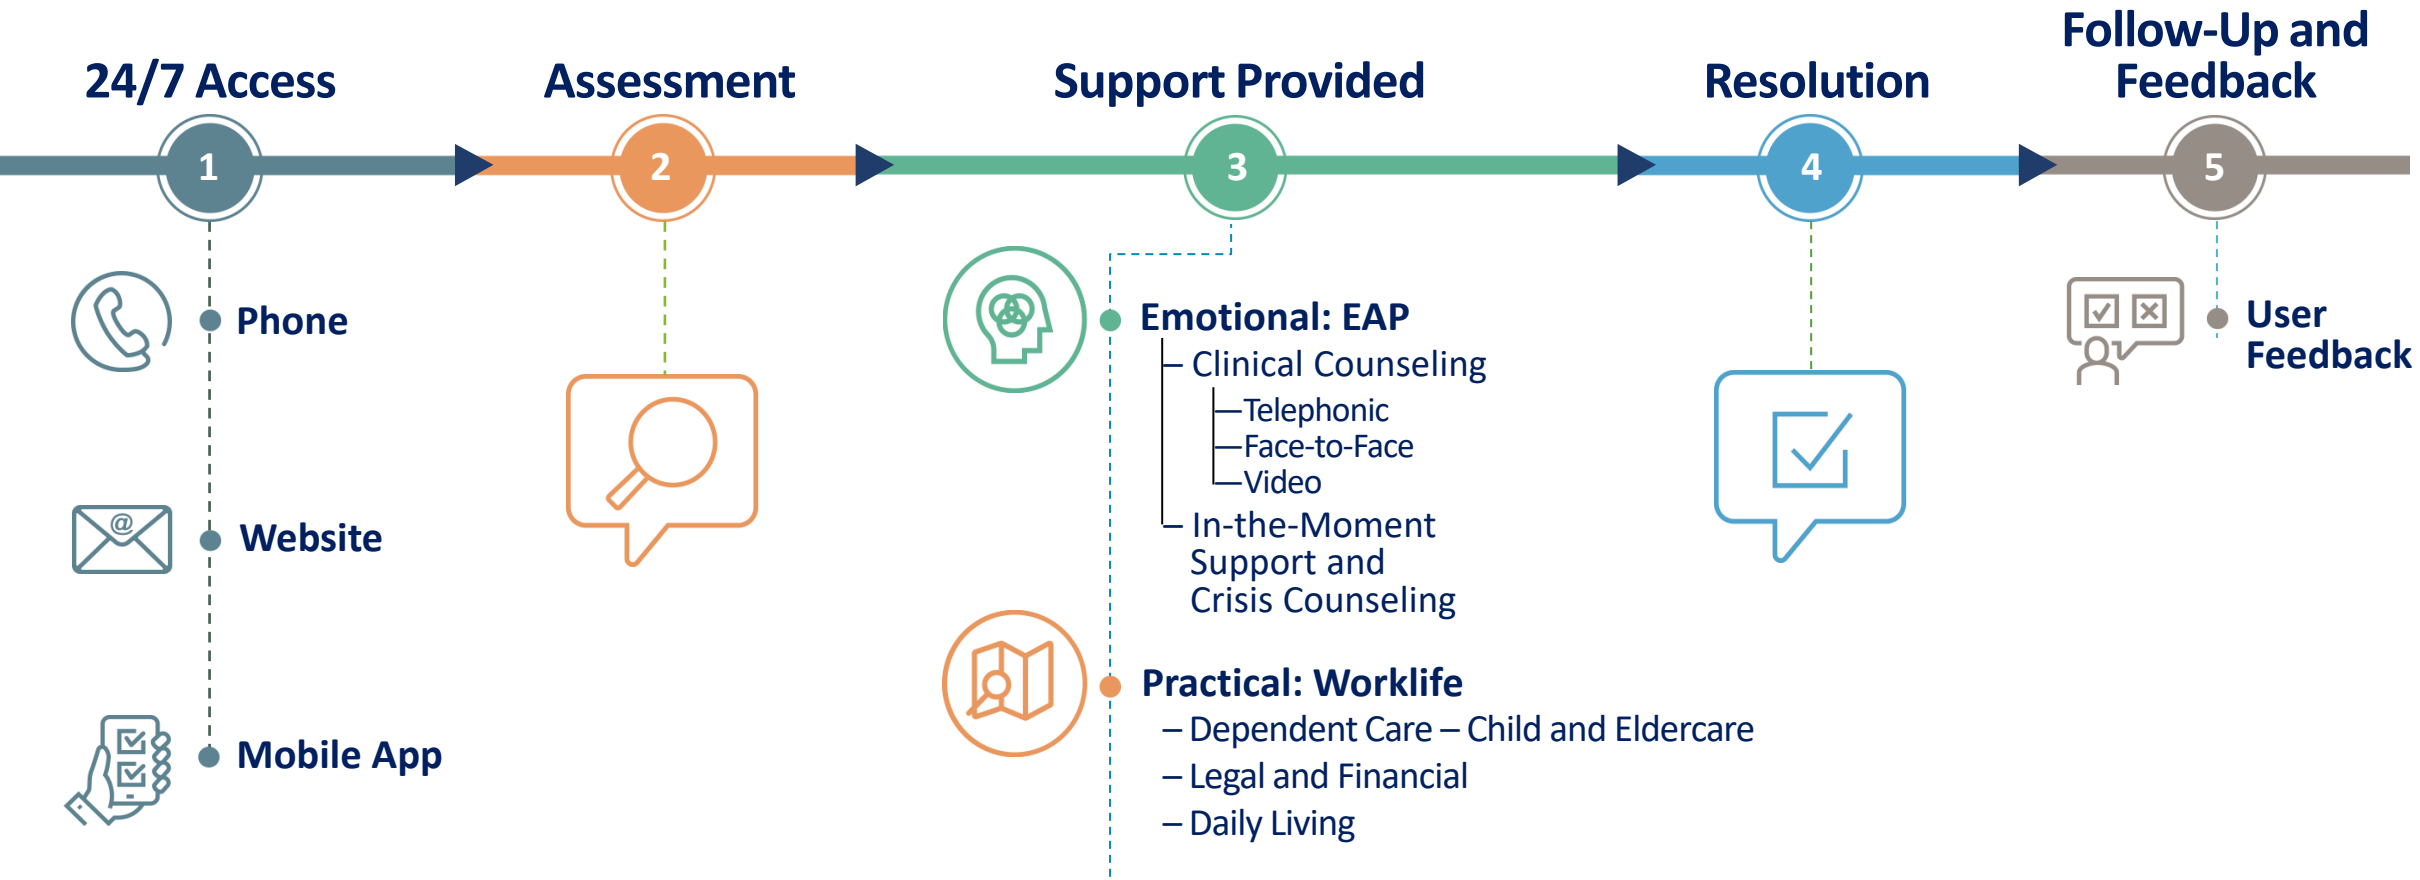 24/7 Access
1
Phone
Website
@
Mobile App
Assessment
2
Support Provided
3
Emotional: EAP
– Clinical Counseling
—Telephonic
—Face-to-Face
—Video
– In-the-Moment
Support and
Crisis Counseling
Practical: Worklife
– Dependent Care – Child and Eldercare
– Legal and Financial
– Daily Living
Resolution
4
Follow-Up and
Feedback
5
User
Feedback